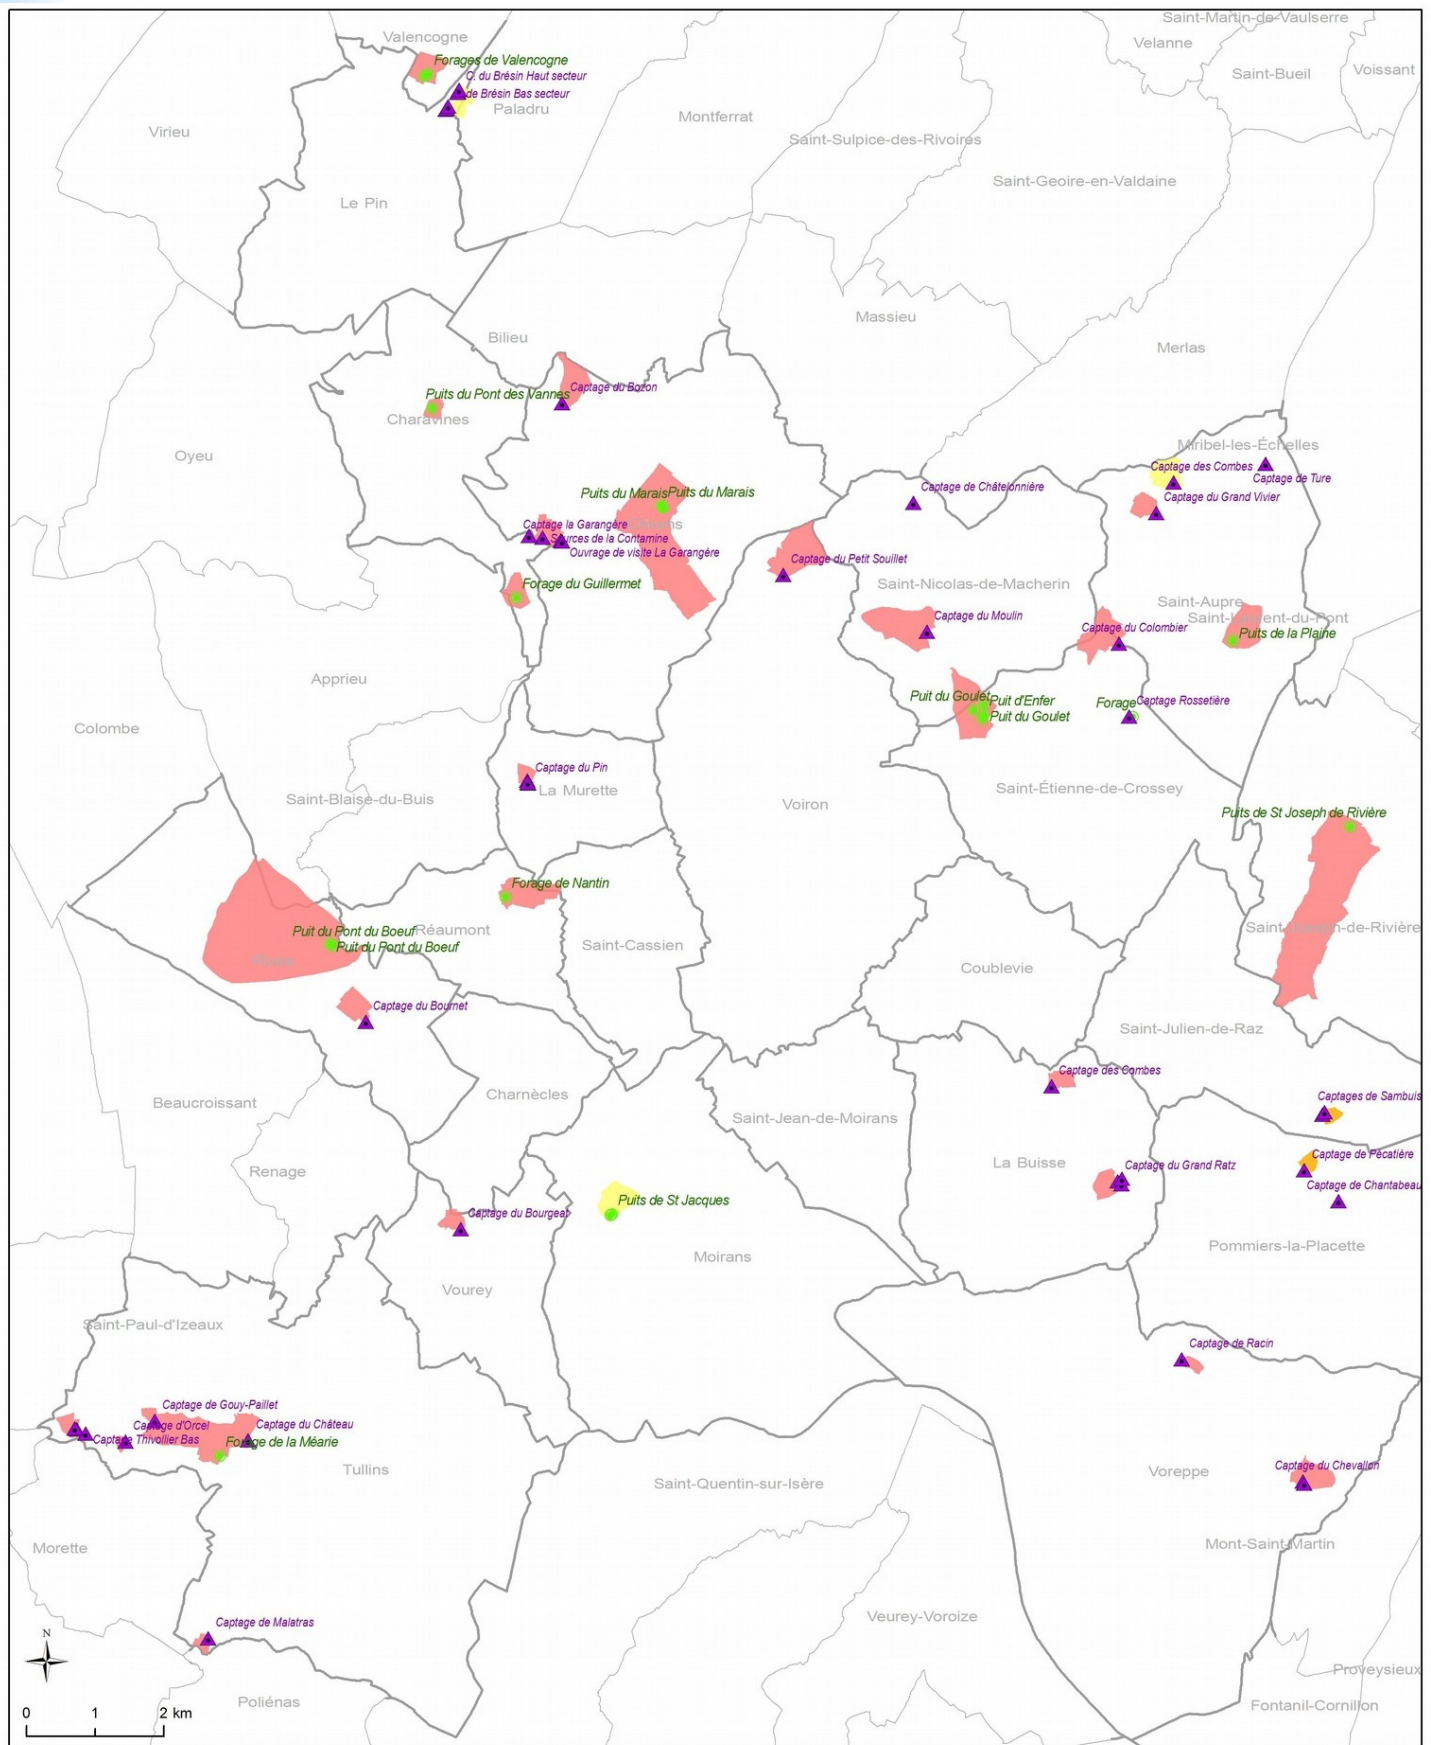 Saint-Martin-de-Vaulserre
Valencogne
Velanne
Forages de Valencogne
Saint-Bueil
Voissant
C. du Brésin Haut secteur
de Brésin Bas secteur
Paladru
Montferrat
Virieu
Saint-Sulpice-des-Rivoires
Saint-Geoire-en-Valdaine
Le Pin
Massieu
Bilieu
Merlas
Captage du Bozon
Puits du Pont des Vannes
Charavines
Miribel-les-Échelles
Oyeu
Captage des Combes
Captage de Ture
Captage de Châtelonnière
Puits du Marais
Puits du Marais
Captage du Grand Vivier
Captage la Garangère
Sources de la Contamine
Ouvrage de visite La Garangère
Captage du Petit Souillet
Forage du Guillermet
Saint-Nicolas-de-Macherin
Saint-Aupre
Captage du Moulin
Saint-Laurent-du-Pont
Captage du Colombier
Puits de la Plaine
Apprieu
Puit du Goulet
Puit d'Enfer
Forage
Captage Rossetière
Puit du Goulet
Colombe
Captage du Pin
La Murette
Saint-Étienne-de-Crossey
Saint-Blaise-du-Buis
Voiron
Puits de St Joseph de Rivière
Forage de Nantin
Puit du Pont du Boeuf
Réaumont
Saint-Joseph-de-Rivière
Puit du Pont du Boeuf
Saint-Cassien
Rives
Coublevie
Captage du Bournet
Saint-Julien-de-Raz
Captage des Combes
Charnècles
Captages de Sambuis
Beaucroissant
Saint-Jean-de-Moirans
Captage de Pécatière
La Buisse
Captage du Grand Ratz
Renage
Captage de Chantabeau
Puits de St Jacques
Captage du Bourgeat
Pommiers-la-Placette
Moirans
Vourey
Saint-Paul-d'Izeaux
Captage de Racin
Captage de Gouy-Paillet
Captage d'Orcel
Captage du Château
Captage Thivollier Bas
Forage de la Méarie
Captage du Chevallon
Tullins
Voreppe
Saint-Quentin-sur-Isère
Morette
Mont-Saint-Martin
Veurey-Voroize
Captage de Malatras
N
Proveysieux
Poliénas
Fontanil-Cornillon
0 1 2 km